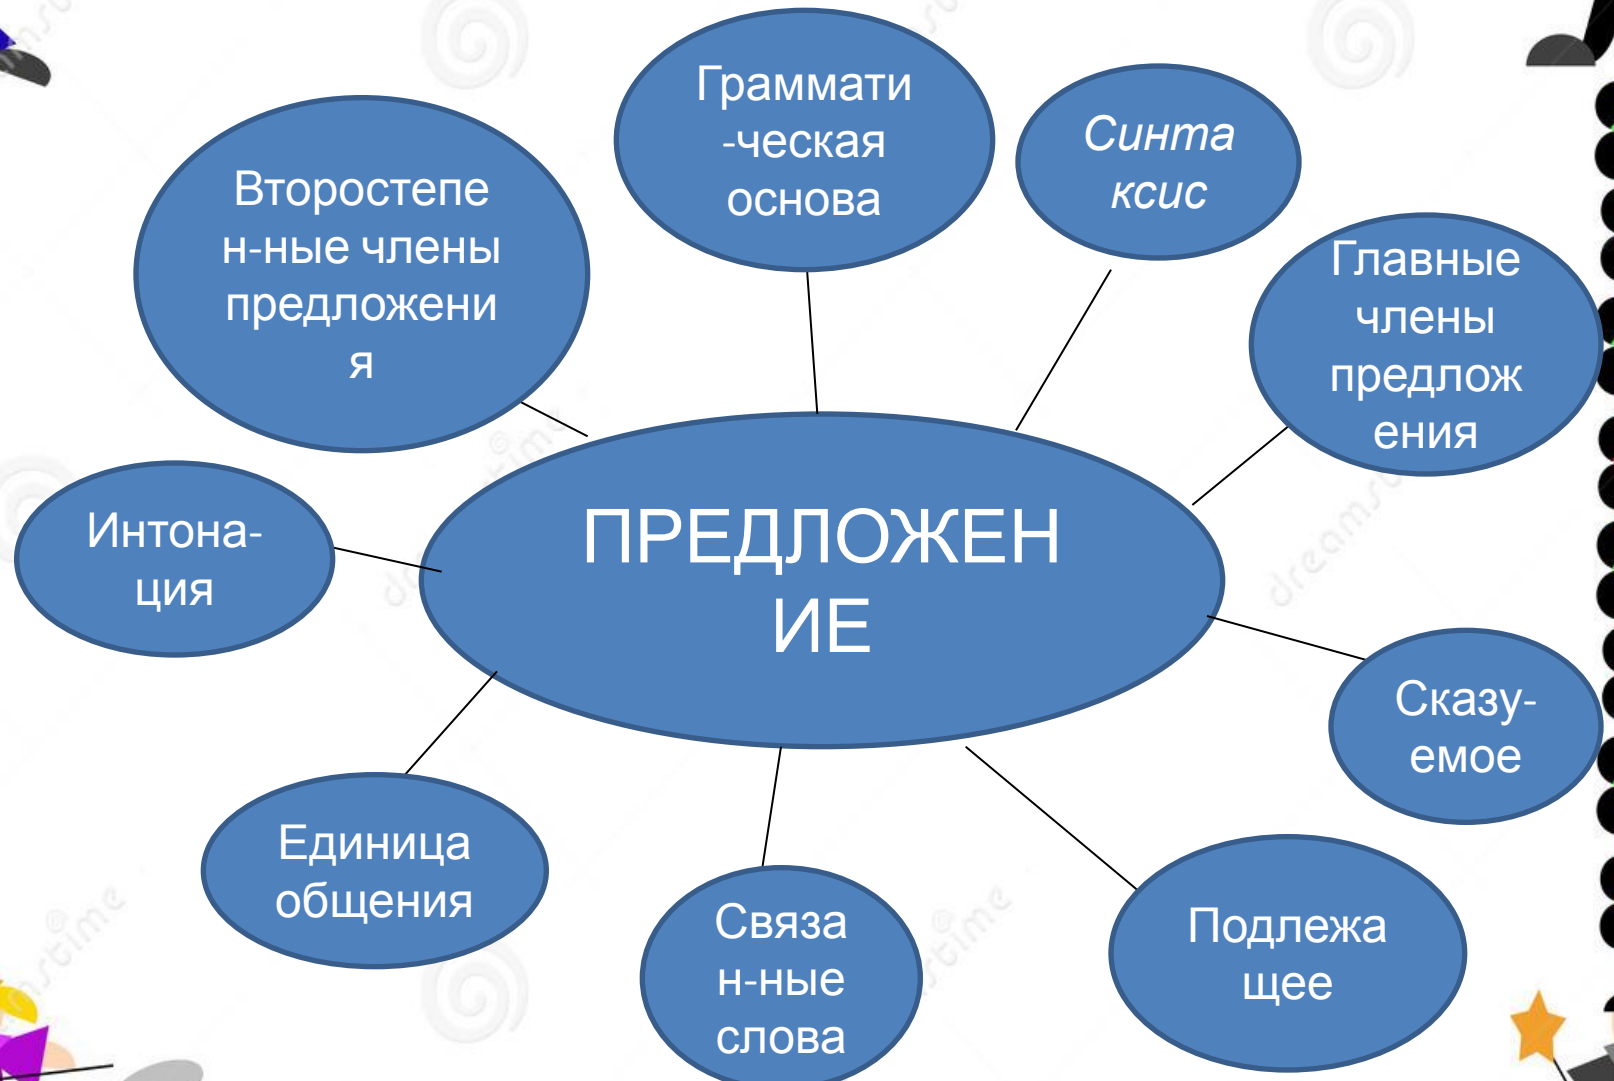 Граммати
-ческая
основа
Синта
ксис
Второстепе
н-ные члены
предложени
я
Главные
члены
предлож
ения
Интона-
ция
ПРЕДЛОЖЕН
ИЕ
Сказу-
емое
Единица
общения
Связа
н-ные
слова
Подлежа
щее